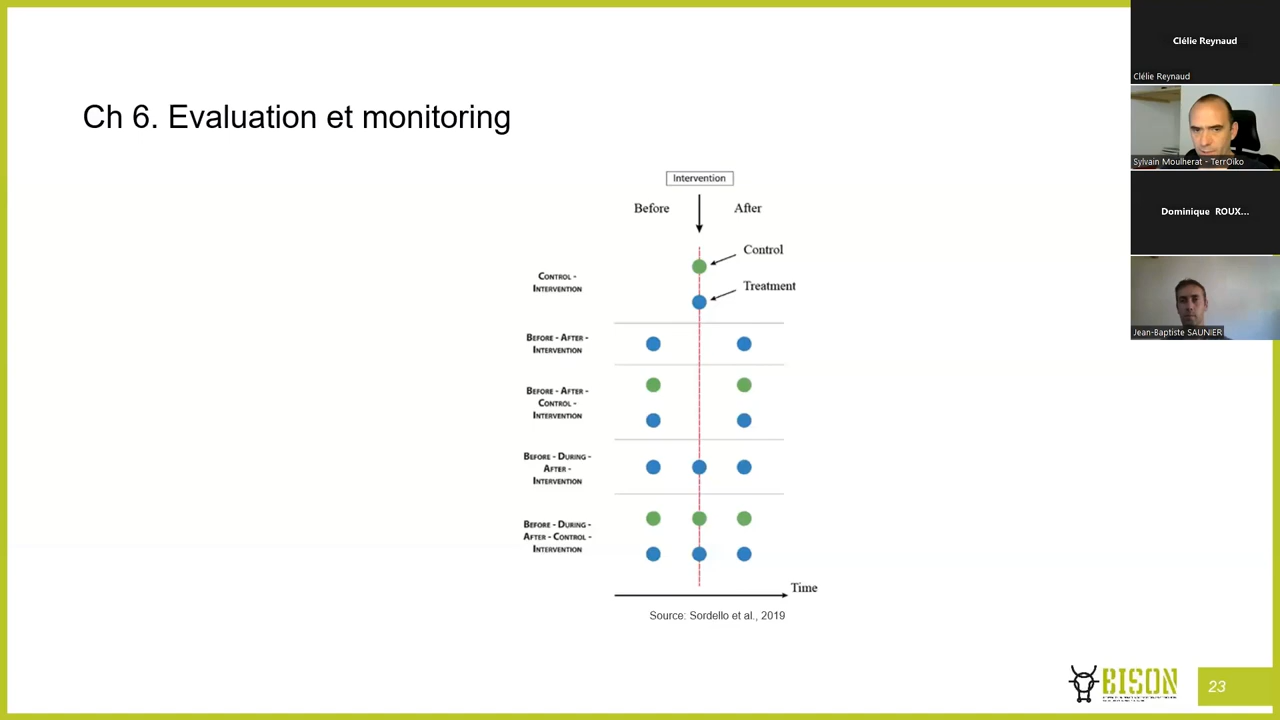 Ch 6. Evaluation et monitoring
Intervention
Before
After
Control
Treatment
CONTROL -
INTERVENTION
BEFORE - AFTER -
INTERVENTION
BEFORE - AFTER -
CONTROL -
INTERVENTION
BEFORE - DURING -
AFTER -
INTERVENTION
BEFORE - DURING -
AFTER - CONTROL -
INTERVENTION
Time
Source: Sordello et al., 2019
BISON
23
Clélie Reynaud
Clélie Reynaud
Sylvain Moulherat - TerrOïko
Dominique ROUX...
Jean-Baptiste SAUNIER